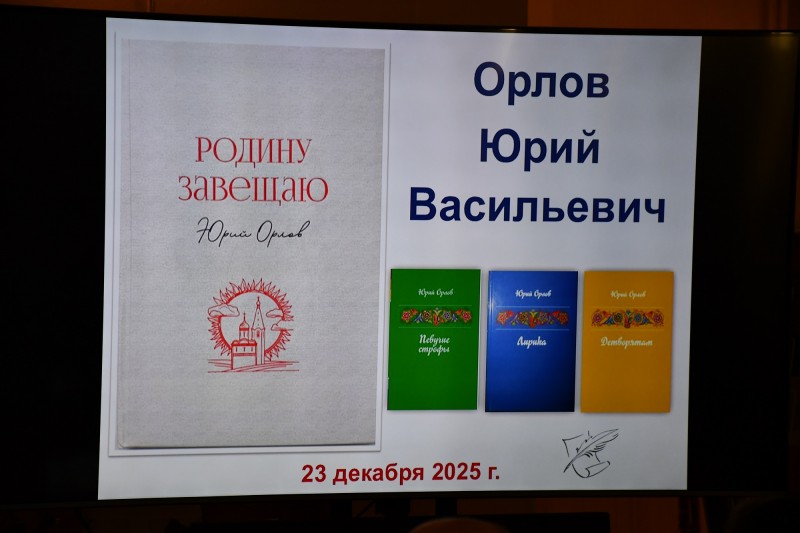 РОДИНУ
ЗАВЕЩАЮ
Юрий Орлов
Орлов
Юрий
Васильевич
Юрий Орлов
Певучие
строфы
Юрий Орлов
Лирика
Юрий Орлов
Детворятам
23 декабря 2025 г.